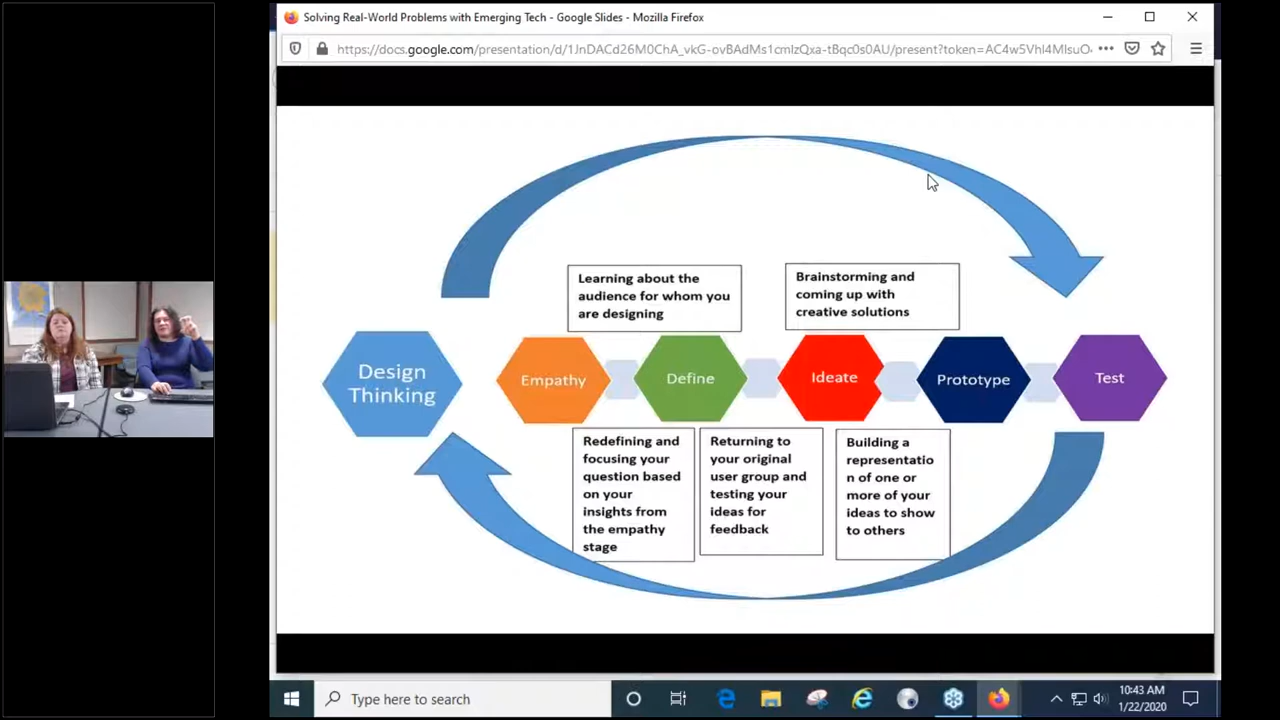 Solving Real-World Problems with Emerging Tech - Google Slides - Mozilla Firefox
https://docs.google.com/presentation/d/1JnDACd26M0ChA_vkG-ovBAdMs1cmlzQxa-tBqc0s0AU/present?token=AC4w5Vhl4MlsuO
Learning about the
audience for whom you
are designing
Brainstorming and
coming up with
creative solutions
Design
Thinking
Empathy
Define
Ideate
Prototype
Test
Redefining and
focusing your
question based
on your
insights from
the empathy
stage
Returning to
your original
user group and
testing your
ideas for
feedback
Building a
representatio
n of one or
more of your
ideas to show
to others
Type here to search
10:43 AM
1/22/2020